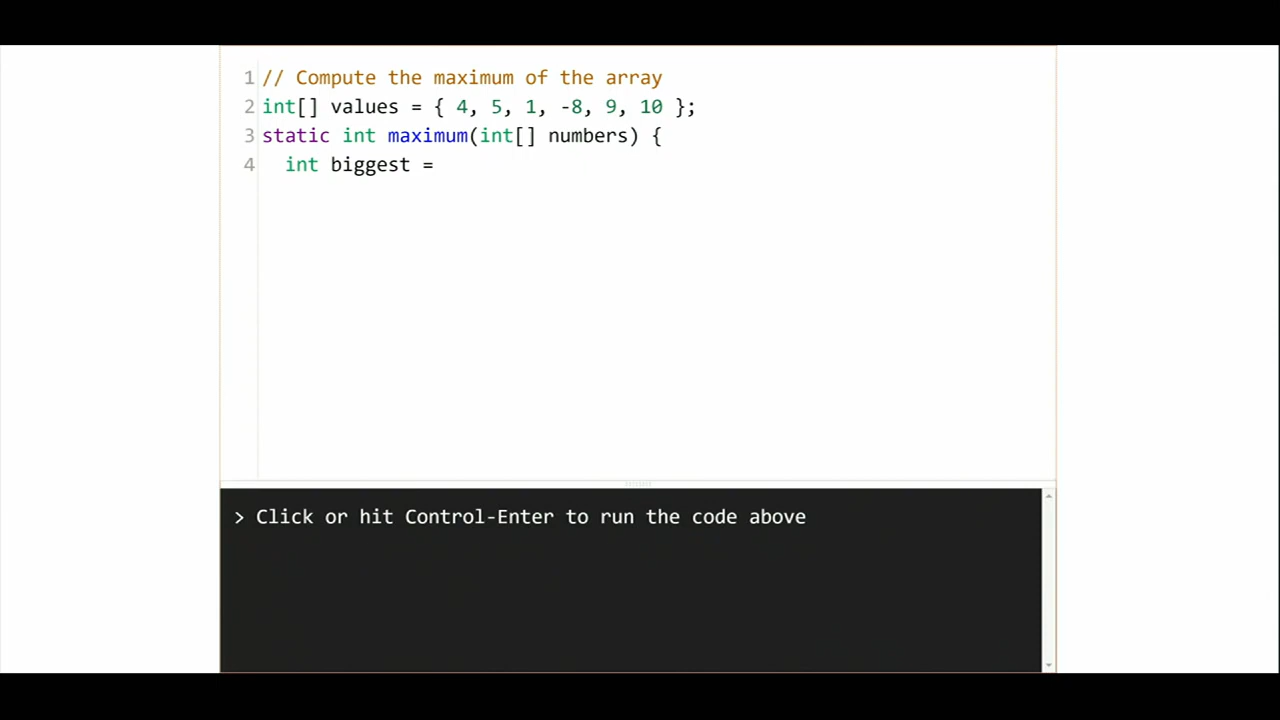 1 // Compute the maximum of the array
2 int[] values = { 4, 5, 1, -8, 9, 10 };
3 static int maximum(int[] numbers) {
4   int biggest =
> Click or hit Control-Enter to run the code above